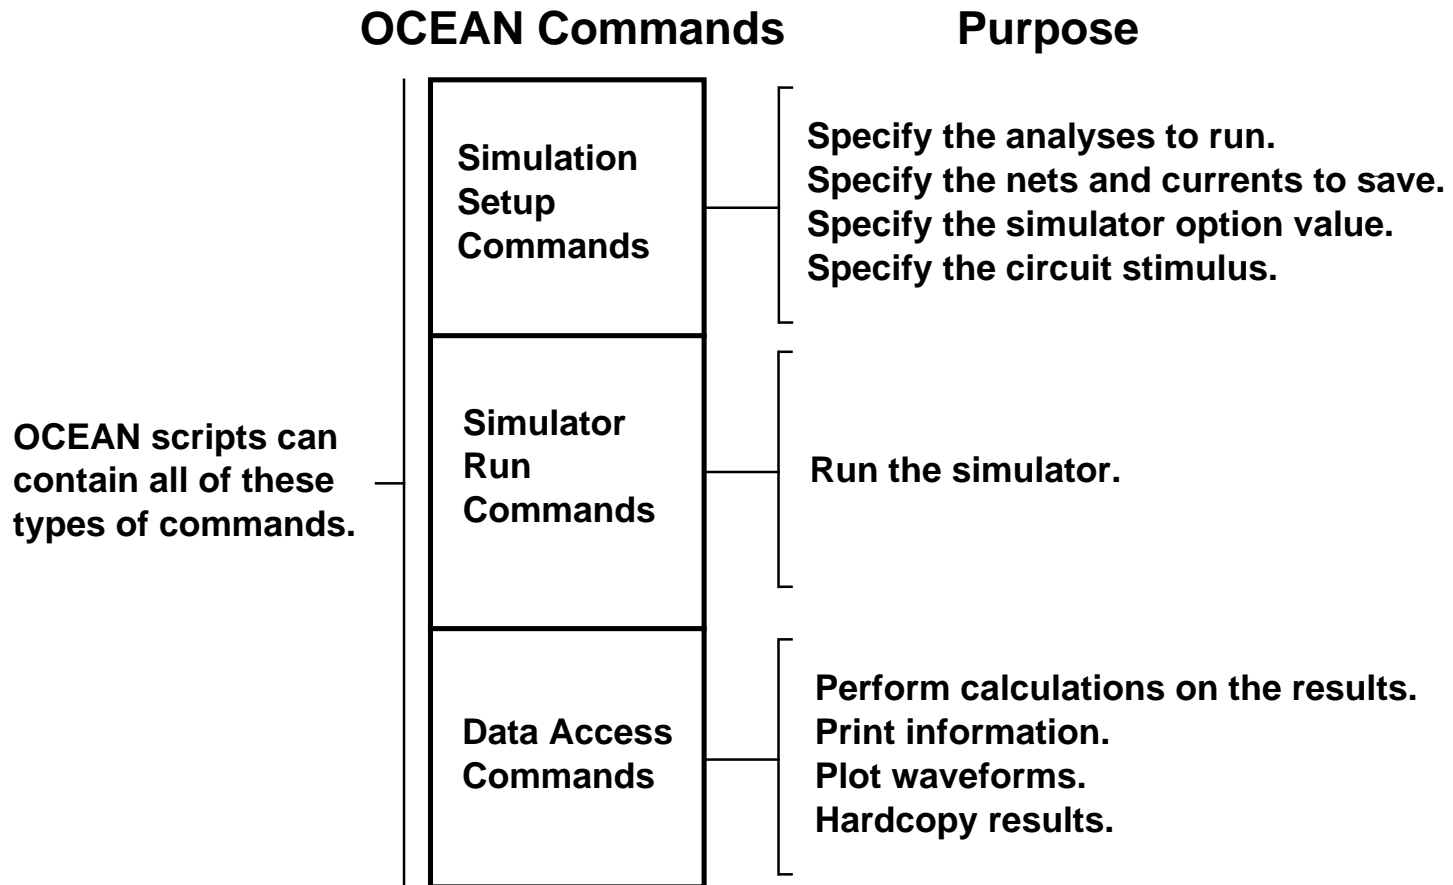 OCEAN Commands
Purpose
Simulation
Setup
Commands
Specify the analyses to run.
Specify the nets and currents to save.
Specify the simulator option value.
Specify the circuit stimulus.
OCEAN scripts can
contain all of these
types of commands.
Simulator
Run
Commands
Run the simulator.
Data Access
Commands
Perform calculations on the results.
Print information.
Plot waveforms.
Hardcopy results.